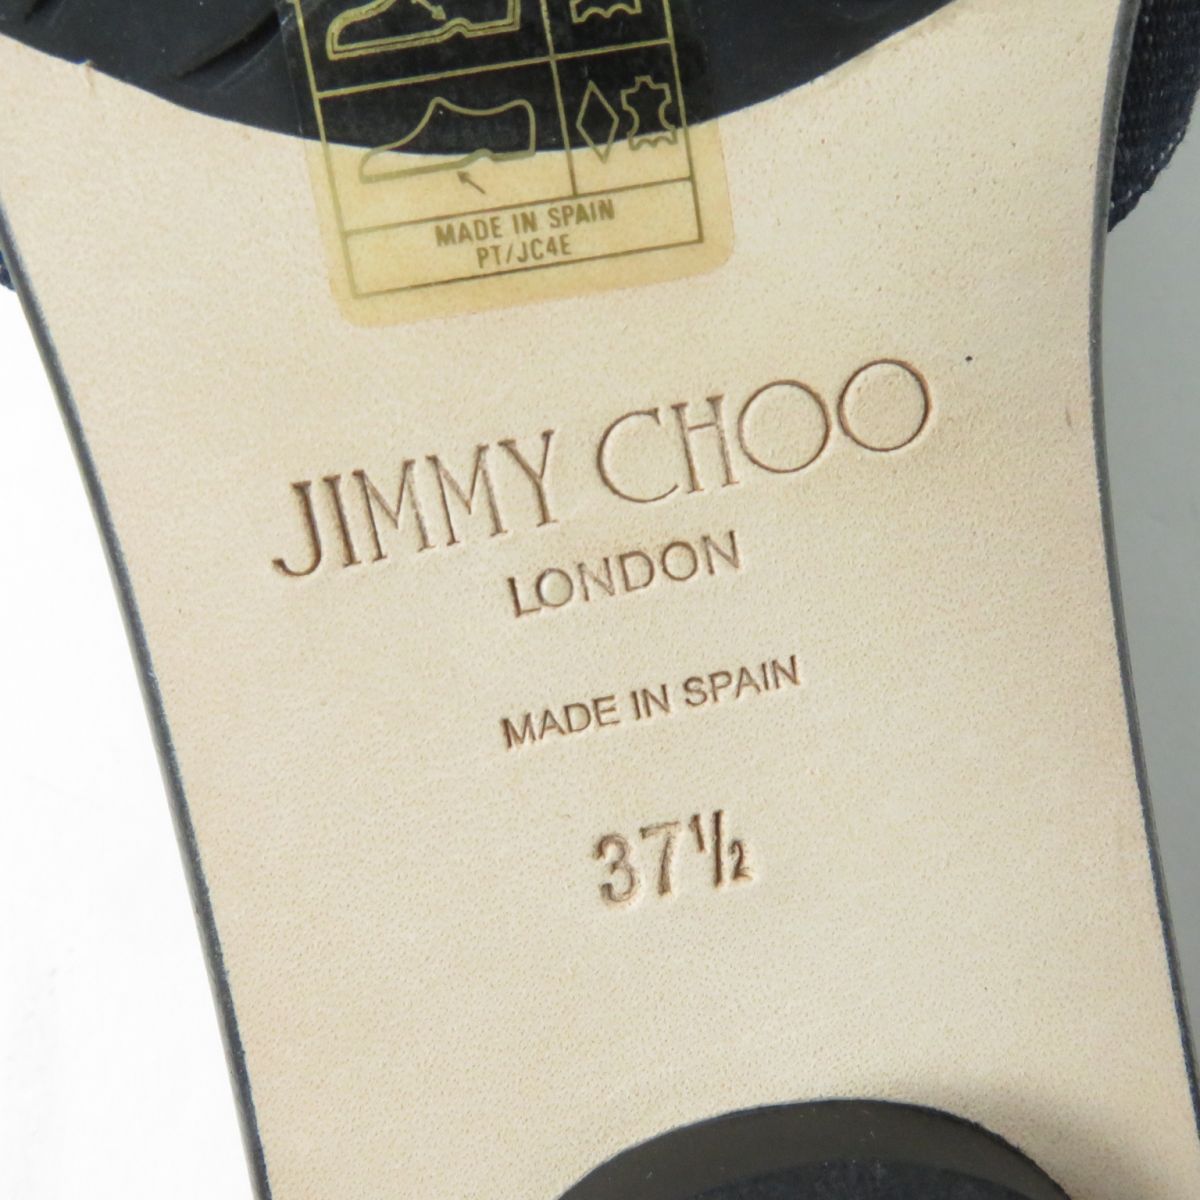 MADE IN SPAIN
PT/JC4E
JIMMY CHOO
LONDON
MADE IN SPAIN
37½